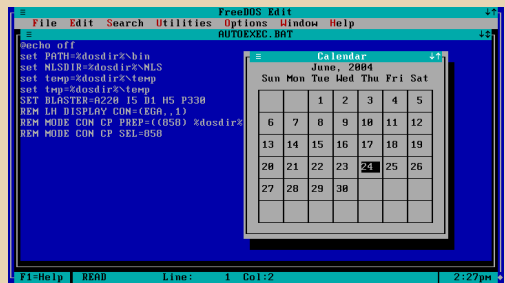 FreeDOS Edit
File Edit Search Utilities Options Window Help
AUTOEXEC.BAT
@echo off
set PATH=%dosdir%\bin
set NLSDIR=%dosdir%\NLS
set temp=%dosdir%\temp
set tmp=%dosdir%\temp
SET BLASTER=A220 I5 D1 H5 P330
REM LH DISPLAY CON=(EGA,,1)
REM MODE CON CP PREP=((858) %dosdir%
REM MODE CON CP SEL=858
Calendar
June, 2004
Sun Mon Tue Wed Thu Fri Sat
1 2 3 4 5
6 7 8 9 10 11 12
13 14 15 16 17 18 19
20 21 22 23 24 25 26
27 28 29 30
F1=Help READ Line: 1 Col:2 2:27pm